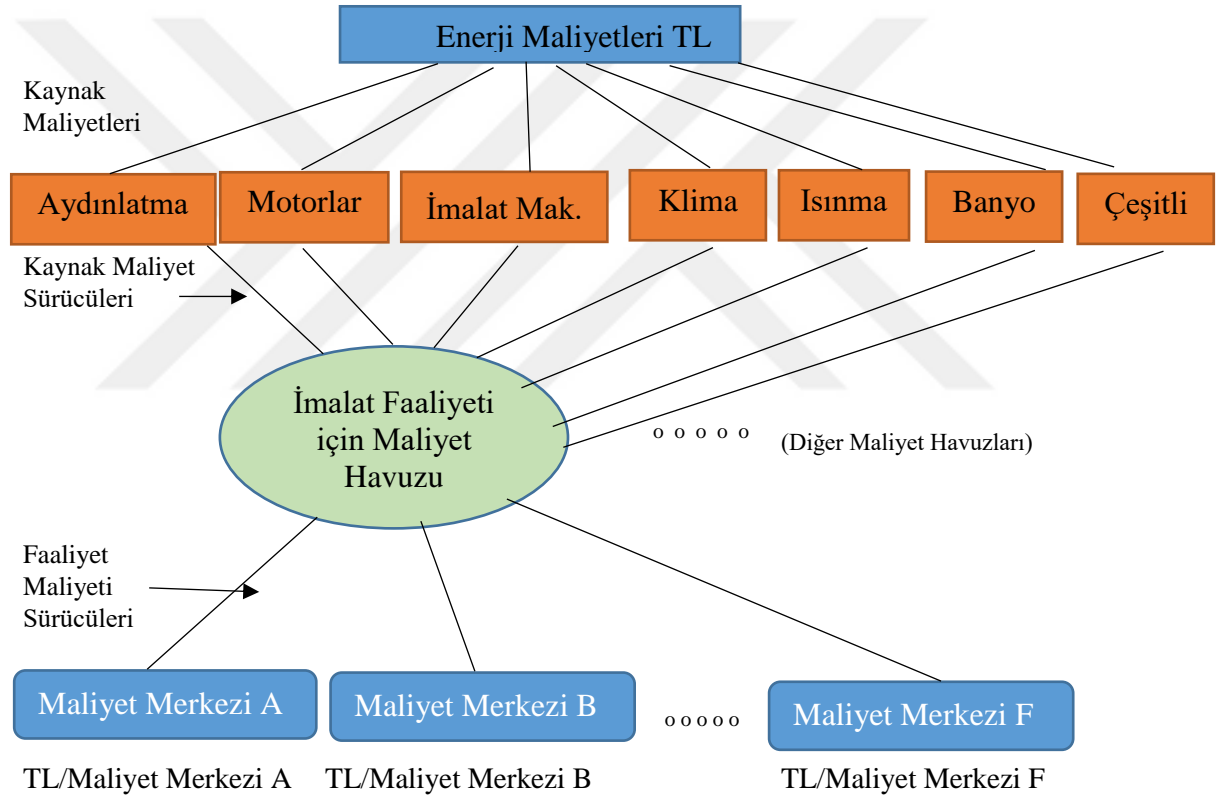 Enerji Maliyetleri TL
Kaynak
Maliyetleri
Aydınlatma
Motorlar
İmalat Mak.
Klima
Isınma
Banyo
Çeşitli
Kaynak Maliyet
Sürücüleri
İmalat Faaliyeti
için Maliyet
Havuzu
o o o o o
(Diğer Maliyet Havuzları)
Faaliyet
Maliyeti
Sürücüleri
Maliyet Merkezi A
Maliyet Merkezi B
o o o o o
Maliyet Merkezi F
TL/Maliyet Merkezi A
TL/Maliyet Merkezi B
TL/Maliyet Merkezi F